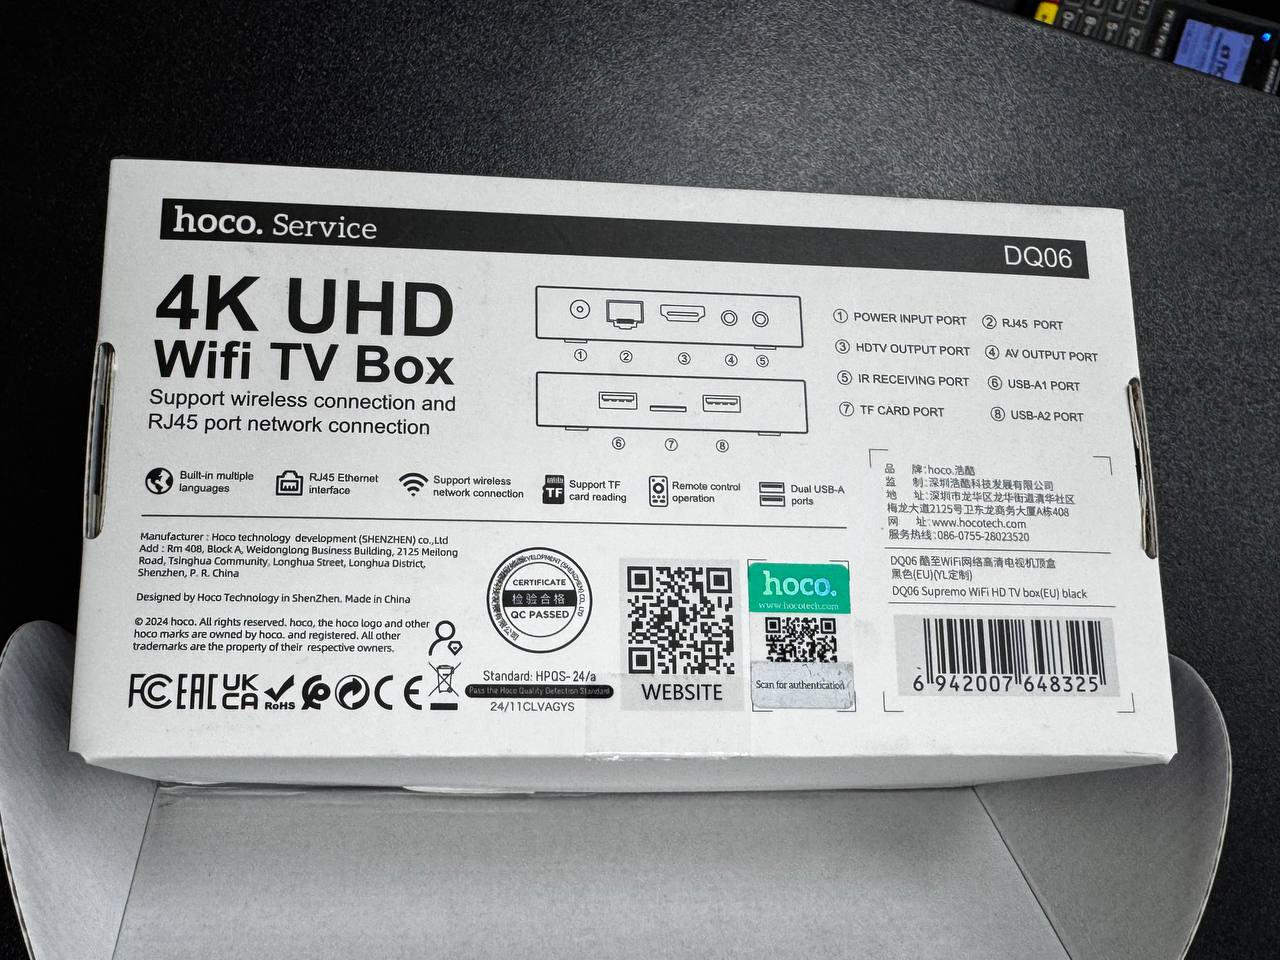 hoco. Service
DQ06
4K UHD
Wifi TV Box
Support wireless connection and
RJ45 port network connection
① ② ③ ④ ⑤
⑥ ⑦ ⑧
① POWER INPUT PORT ② RJ45 PORT
③ HDTV OUTPUT PORT ④ AV OUTPUT PORT
⑤ IR RECEIVING PORT ⑥ USB-A1 PORT
⑦ TF CARD PORT ⑧ USB-A2 PORT
Built-in multiple
languages
RJ45 Ethernet
interface
Support wireless
network connection
TF
Support TF
card reading
Remote control
operation
Dual USB-A
ports
Manufacturer : Hoco technology development (SHENZHEN) co.,Ltd
Add : Rm 408, Block A, Weidonglong Business Building, 2125 Meilong
Road, Tsinghua Community, Longhua Street, Longhua District,
Shenzhen, P. R. China
Designed by Hoco Technology in ShenZhen. Made in China
© 2024 hoco. All rights reserved. hoco, the hoco logo and other
hoco marks are owned by hoco. and registered. All other
trademarks are the property of their respective owners.
FC EAC UK CA RoHS CE
CERTIFICATE
检验合格
QC PASSED
Standard: HPQS-24/a
Pass the Hoco Quality Detection Standard
24/11CLVAGYS
WEBSITE
hoco.
www.hocotech.com
Scan for authentication
品 牌:hoco.浩酷
监 制:深圳浩酷科技发展有限公司
地 址:深圳市龙华区龙华街道清华社区
梅龙大道2125号卫东龙商务大厦A栋408
网 址:www.hocotech.com
服务热线:086-0755-28023520
DQ06 酷至WiFi网络高清电视机顶盒
黑色(EU)(YL定制)
DQ06 Supremo WiFi HD TV box(EU) black
6 942007 648325